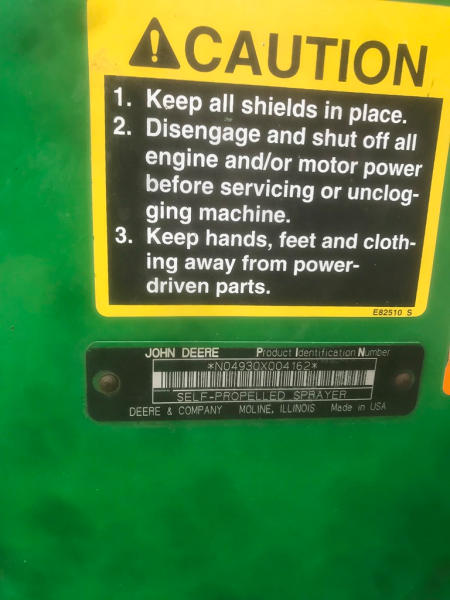 CAUTION
1. Keep all shields in place.
2. Disengage and shut off all
engine and/or motor power
before servicing or unclog-
ging machine.
3. Keep hands, feet and cloth-
ing away from power-
driven parts.
E82510 S
JOHN DEERE Product Identification Number
*N04930X004162*
SELF-PROPELLED SPRAYER
DEERE & COMPANY MOLINE, ILLINOIS Made in USA